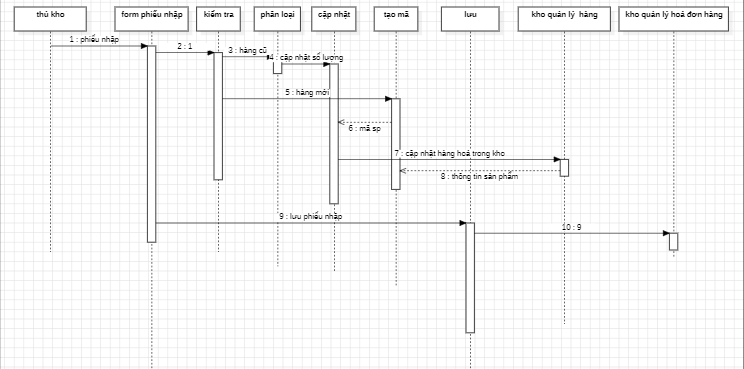 thủ kho
form phiếu nhập
kiểm tra
phân loại
cập nhật
tạo mã
lưu
kho quản lý hàng
kho quản lý hoá đơn hàng
1 : phiếu nhập
2 : 1
3 : hàng cũ
4 : cập nhật số lượng
5 : hàng mới
6 : mã sp
7 : cập nhật hàng hoá trong kho
8 : thông tin sản phẩm
9 : lưu phiếu nhập
10 : 9